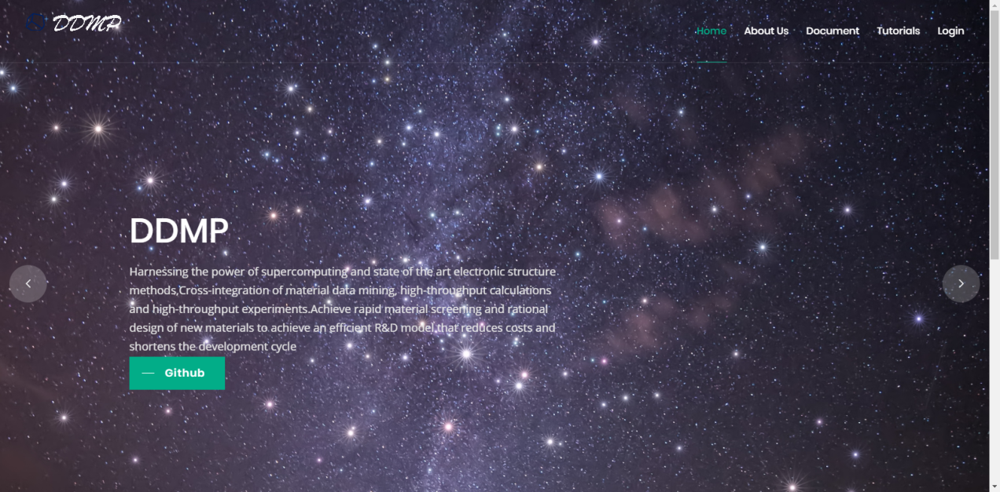 DDMP
Home About Us Document Tutorials Login
DDMP
Harnessing the power of supercomputing and state of the art electronic structure
methods,Cross-integration of material data mining, high-throughput calculations
and high-throughput experiments.Achieve rapid material screening and rational
design of new materials to achieve an efficient R&D model that reduces costs and
shortens the development cycle
Github